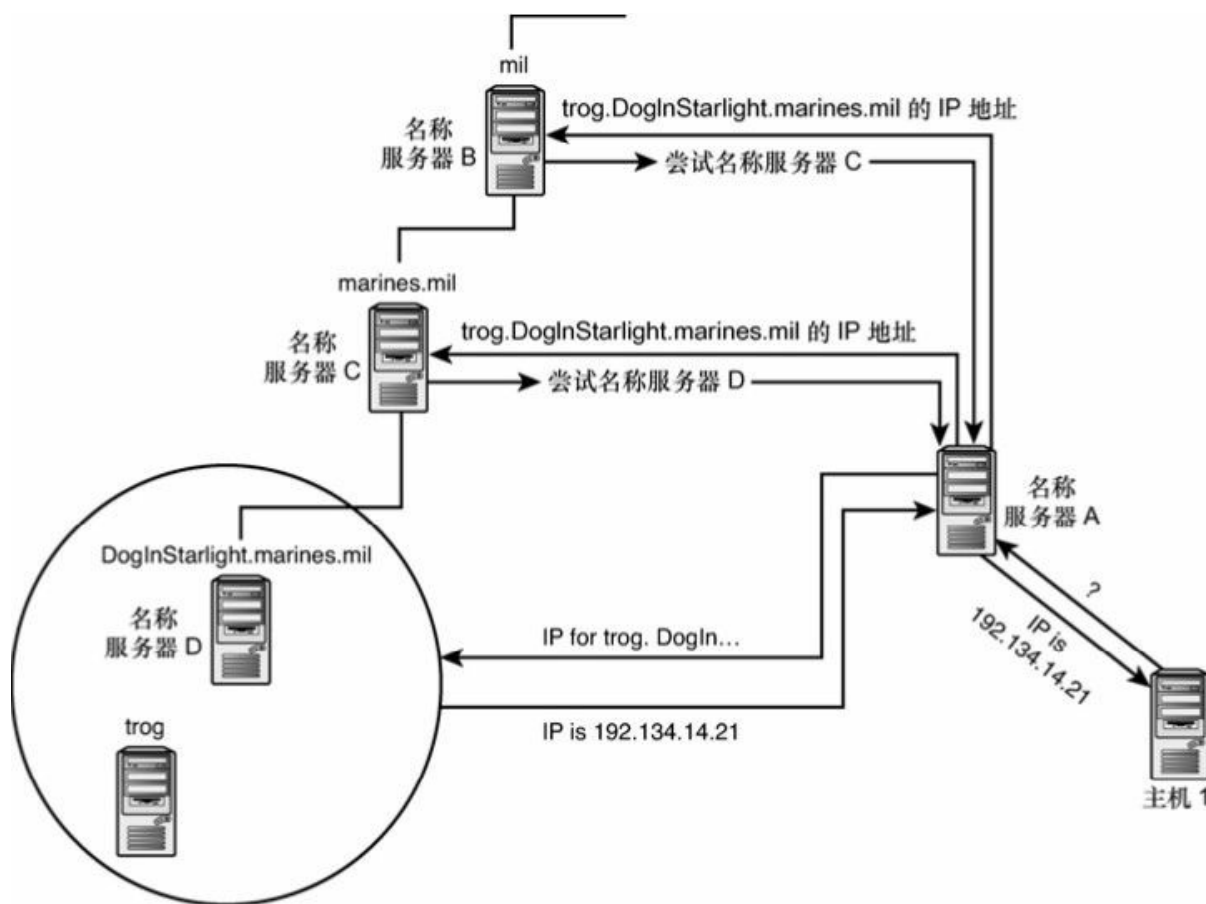 mil
名称
服务器 B
trog.DogInStarlight.marines.mil 的 IP 地址
尝试名称服务器 C
marines.mil
名称
服务器 C
trog.DogInStarlight.marines.mil 的 IP 地址
尝试名称服务器 D
名称
服务器 A
DogInStarlight.marines.mil
名称
服务器 D
IP for trog. DogIn...
IP is 192.134.14.21
?
IP is
192.134.14.21
trog
主机 1